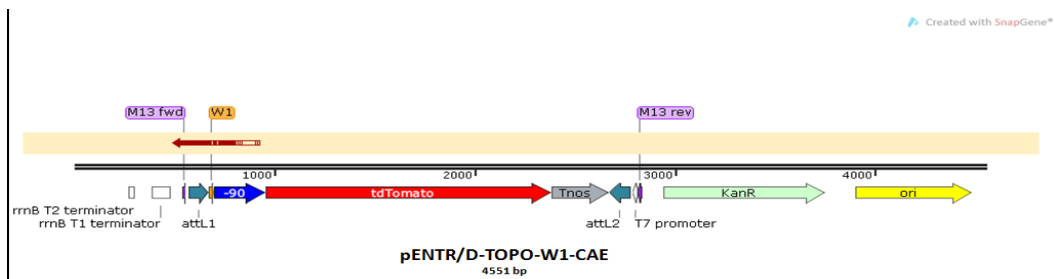 Created with SnapGene®
M13 fwd W1 M13 rev
1000 2000 3000 4000
-90 tdTomato Tnos KanR ori
rrnB T2 terminator attL2 T7 promoter
rrnB T1 terminator attL1
pENTR/D-TOPO-W1-CAE
4551 bp